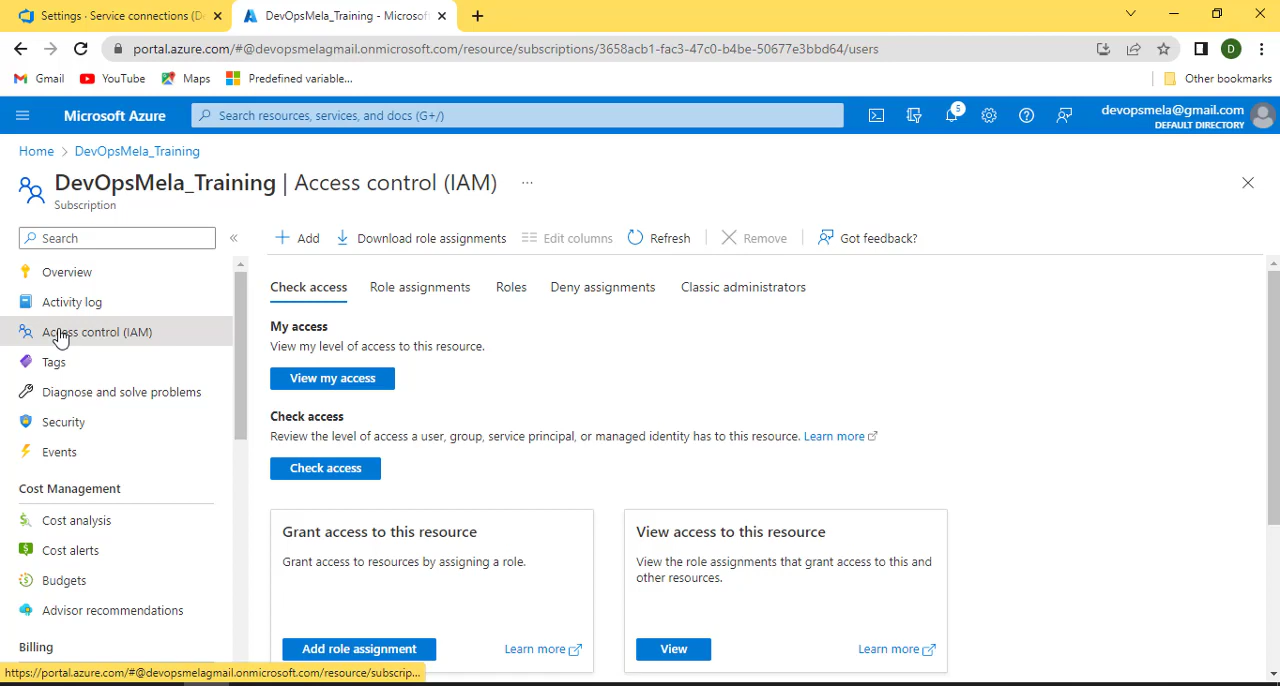 Settings · Service connections (D
DevOpsMela_Training - Microsof
portal.azure.com/#@devopsmelagmail.onmicrosoft.com/resource/subscriptions/3658acb1-fac3-47c0-b4be-50677e3bbd64/users
D
Gmail YouTube Maps Predefined variable... Other bookmarks
Microsoft Azure
Search resources, services, and docs (G+/)
5
devopsmela@gmail.com
DEFAULT DIRECTORY
Home > DevOpsMela_Training
DevOpsMela_Training | Access control (IAM) ...
Subscription
Search
«
Overview
Activity log
Access control (IAM)
Tags
Diagnose and solve problems
Security
Events
Cost Management
Cost analysis
Cost alerts
Budgets
Advisor recommendations
Billing
Add Download role assignments Edit columns Refresh Remove Got feedback?
Check access Role assignments Roles Deny assignments Classic administrators
My access
View my level of access to this resource.
View my access
Check access
Review the level of access a user, group, service principal, or managed identity has to this resource. Learn more
Check access
Grant access to this resource
Grant access to resources by assigning a role.
Add role assignment
Learn more
View access to this resource
View the role assignments that grant access to this and
other resources.
View
Learn more
https://portal.azure.com/#@devopsmelagmail.onmicrosoft.com/resource/subscrip...